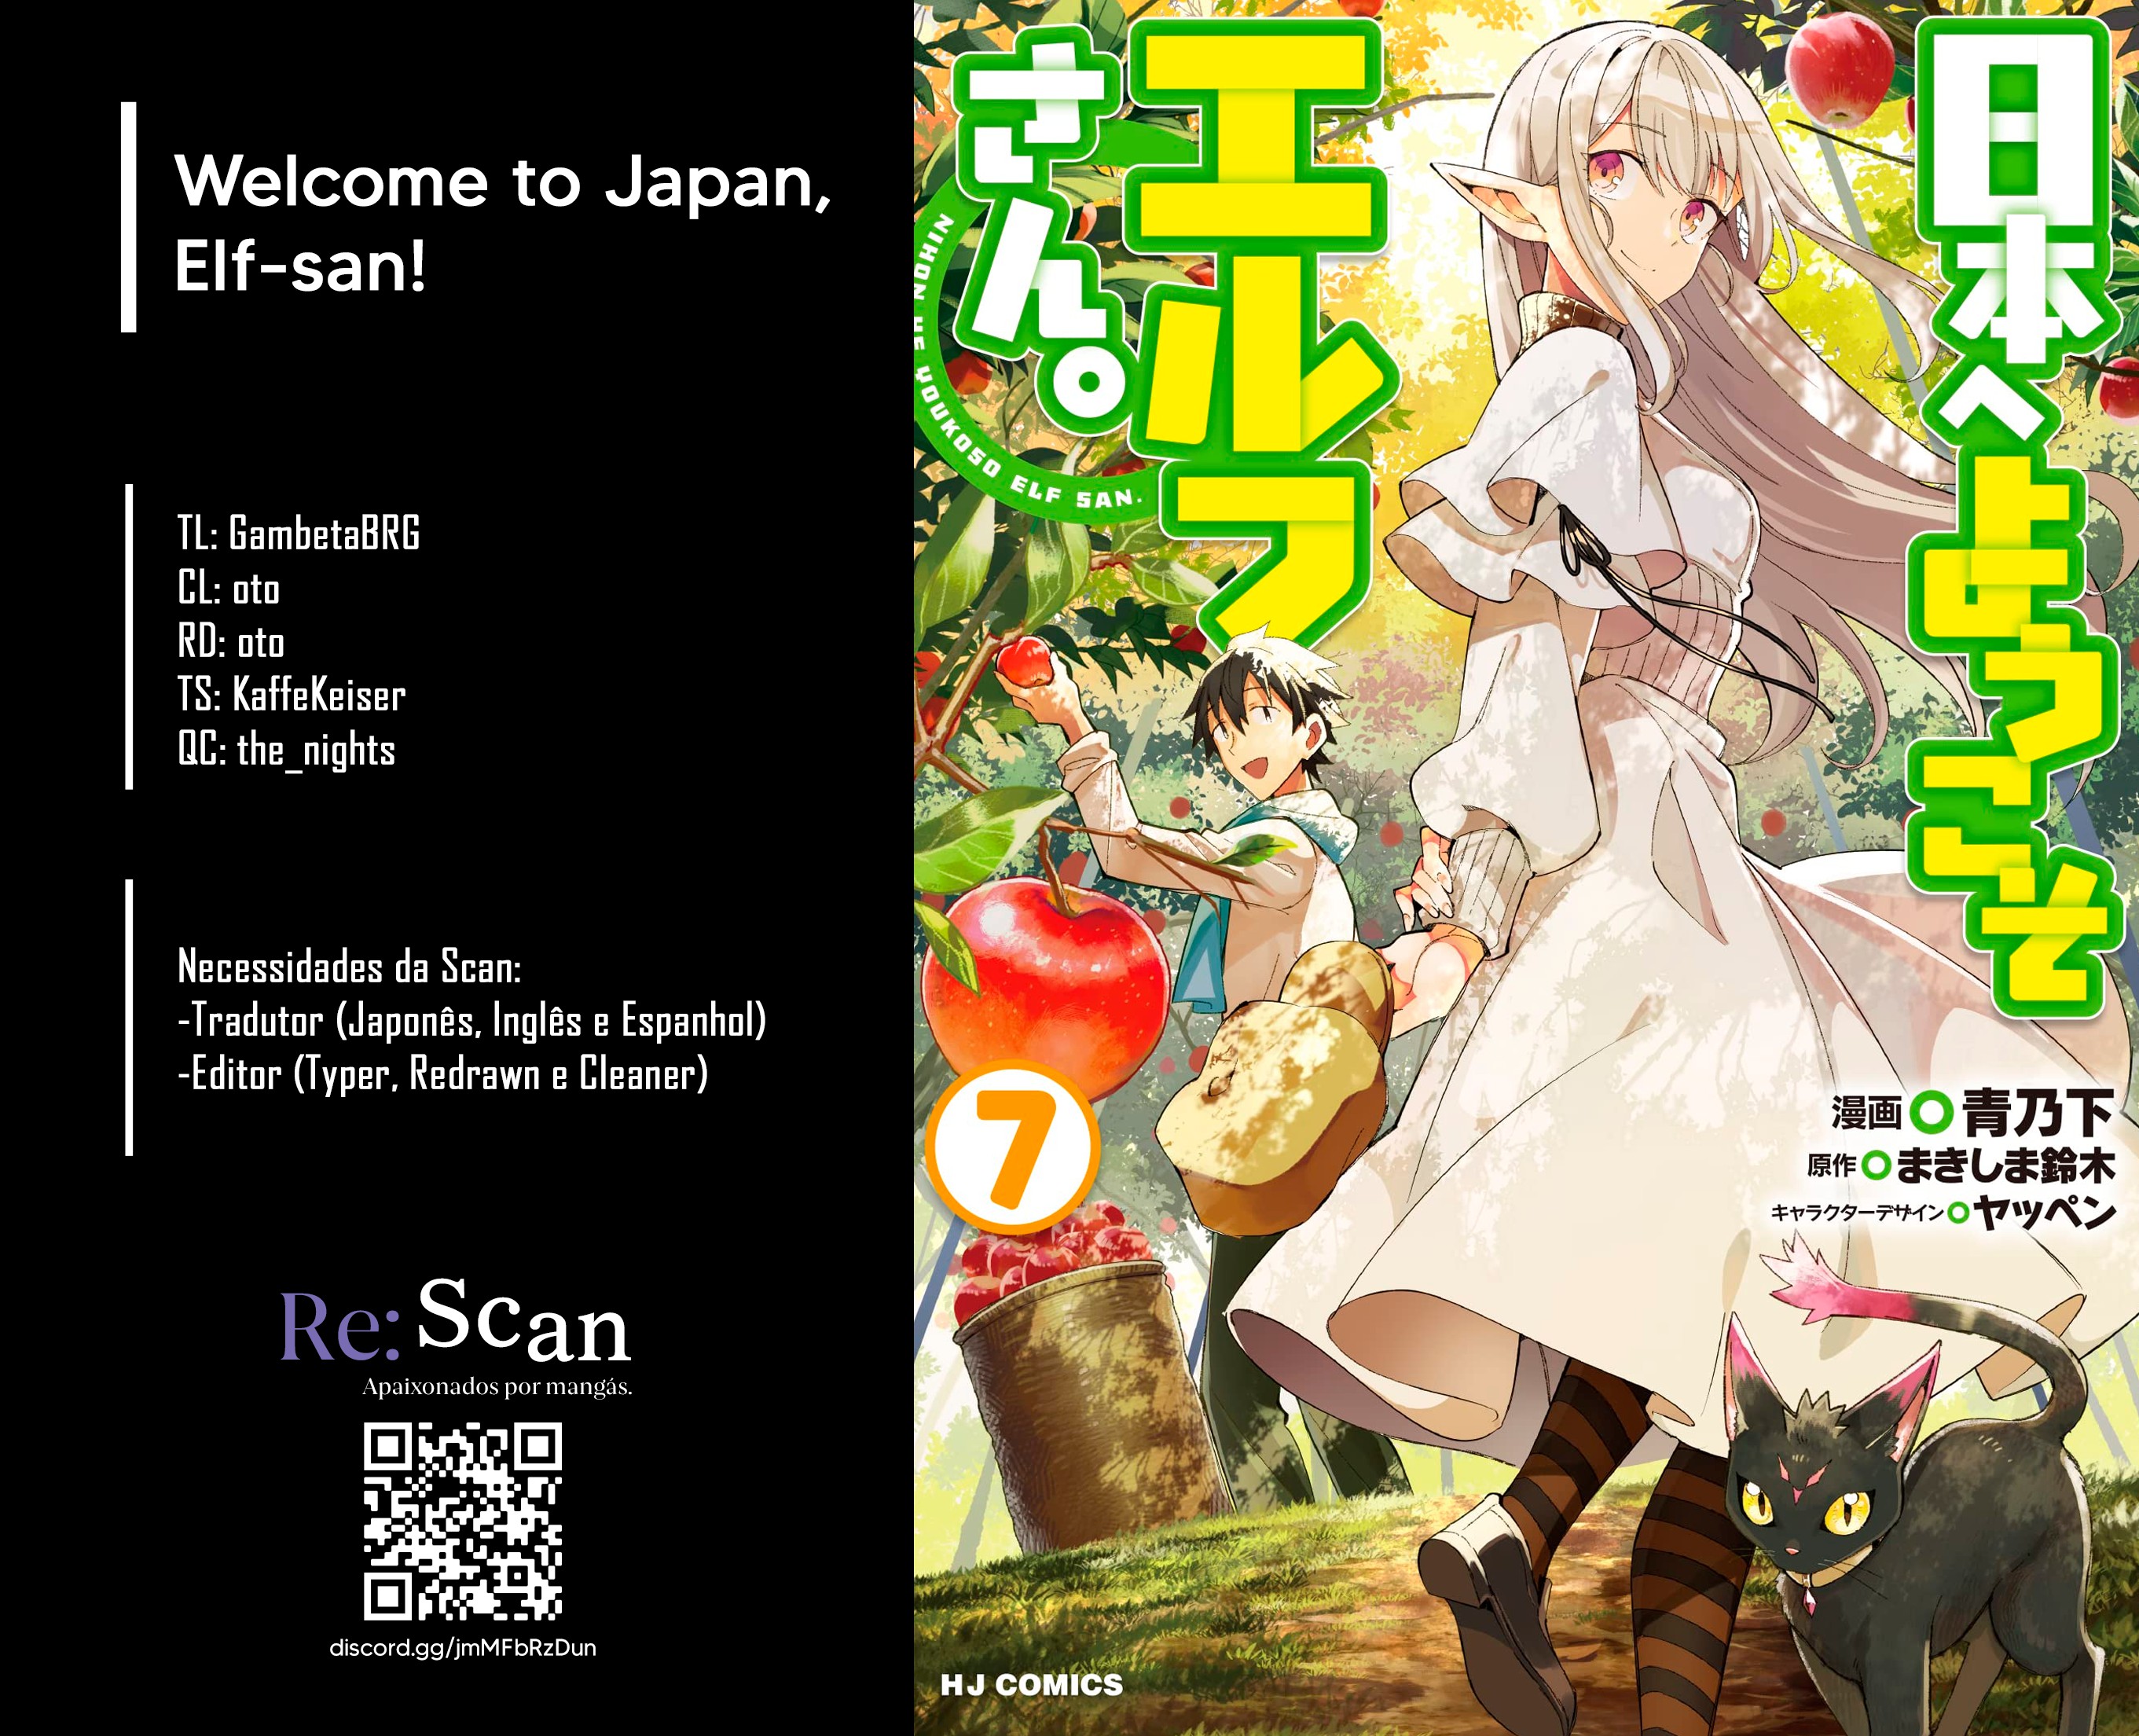 Welcome to Japan,
Elf-san!
TL: GambetaBRG
CL: oto
RD: oto
TS: KaffeKeiser
QC: the_nights
Necessidades da Scan:
-Tradutor (Japonês, Inglês e Espanhol)
-Editor (Typer, Redrawn e Cleaner)
Re: Scan
Apaixonados por mangás.
discord.gg/jmMFbRzDun
日本へようこそ
エルフ
さん。
NIHON HE YOUKOSO ELF SAN.
7
漫画 青乃下
原作 まきしま鈴木
キャラクターデザイン ヤッペン
HJ COMICS